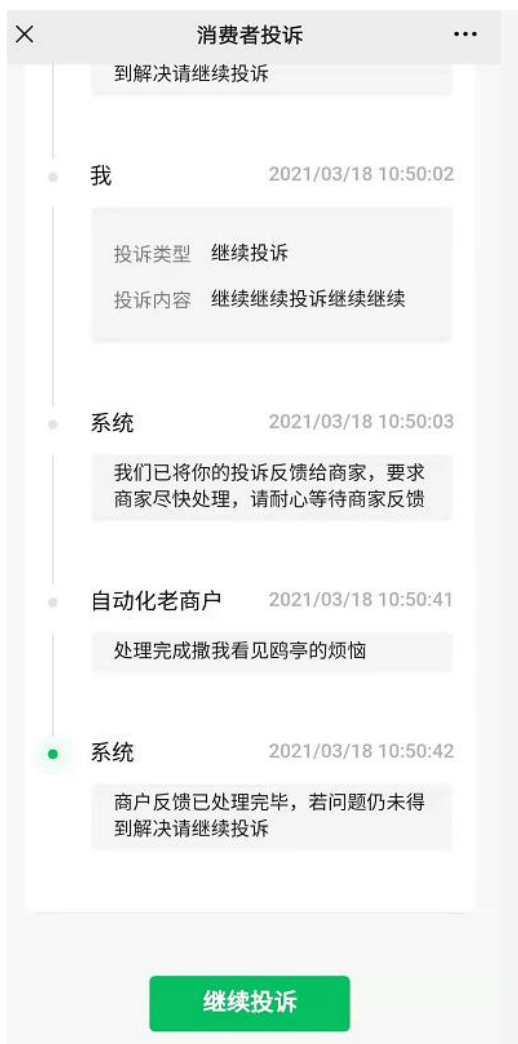 消费者投诉
到解决请继续投诉
我 2021/03/18 10:50:02
投诉类型 继续投诉
投诉内容 继续继续投诉继续继续
系统 2021/03/18 10:50:03
我们已将你的投诉反馈给商家，要求
商家尽快处理，请耐心等待商家反馈
自动化老商户 2021/03/18 10:50:41
处理完成撒我看见鸥亭的烦恼
系统 2021/03/18 10:50:42
商户反馈已处理完毕，若问题仍未得
到解决请继续投诉
继续投诉